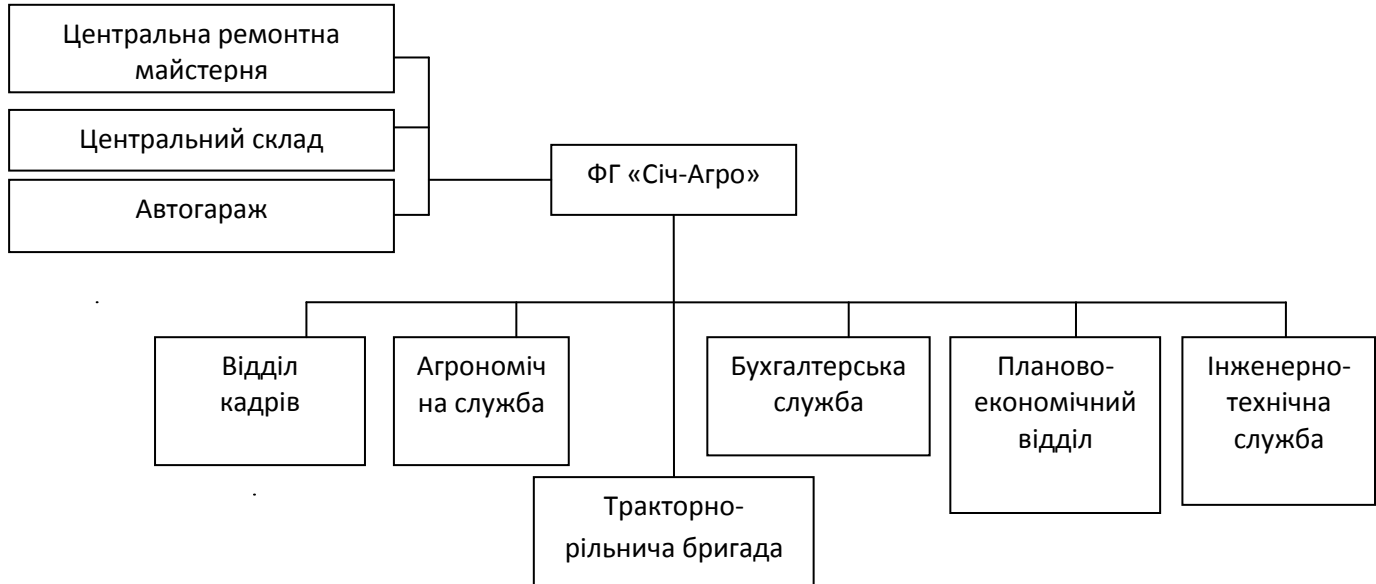 Центральна ремонтна
майстерня
Центральний склад
Автогараж
ФГ «Січ-Агро»
Відділ
кадрів
Агрономіч
на служба
Бухгалтерська
служба
Планово-
економічний
відділ
Інженерно-
технічна
служба
Тракторно-
рільнича бригада